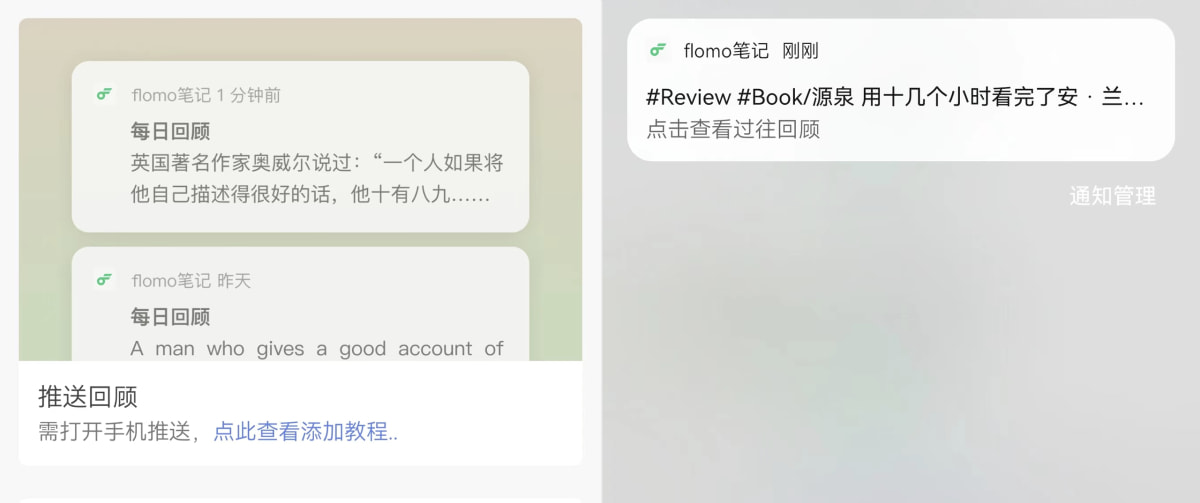 flomo笔记 1 分钟前
每日回顾
英国著名作家奥威尔说过：“一个人如果将
他自己描述得很好的话，他十有八九……
flomo笔记 昨天
每日回顾
A man who gives a good account of
推送回顾
需打开手机推送，点此查看添加教程..
flomo笔记 刚刚
#Review #Book/源泉 用十几个小时看完了安 · 兰…
点击查看过往回顾
通知管理